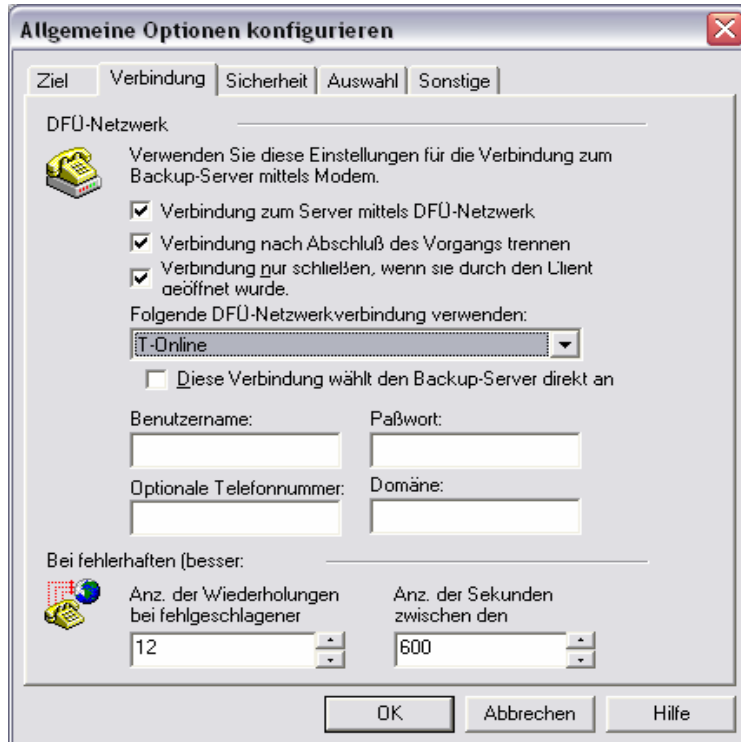 Allgemeine Optionen konfigurieren
Ziel
Verbindung
Sicherheit
Auswahl
Sonstige
DFÜ-Netzwerk
Verwenden Sie diese Einstellungen für die Verbindung zum
Backup-Server mittels Modem.
Verbindung zum Server mittels DFÜ-Netzwerk
Verbindung nach Abschluß des Vorgangs trennen
Verbindung nur schließen, wenn sie durch den Client
geöffnet wurde.
Folgende DFÜ-Netzwerkverbindung verwenden:
T-Online
Diese Verbindung wählt den Backup-Server direkt an
Benutzername:
Paßwort:
Optionale Telefonnummer:
Domäne:
Bei fehlerhaften (besser:
Anz. der Wiederholungen
bei fehlgeschlagener
Anz. der Sekunden
zwischen den
12
600
OK
Abbrechen
Hilfe